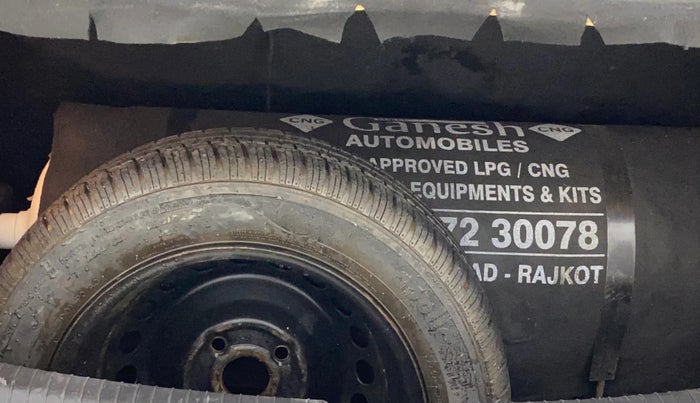 CNG Ganesh CNG
AUTOMOBILES
APPROVED LPG / CNG
EQUIPMENTS & KITS
72 30078
AD - RAJKOT